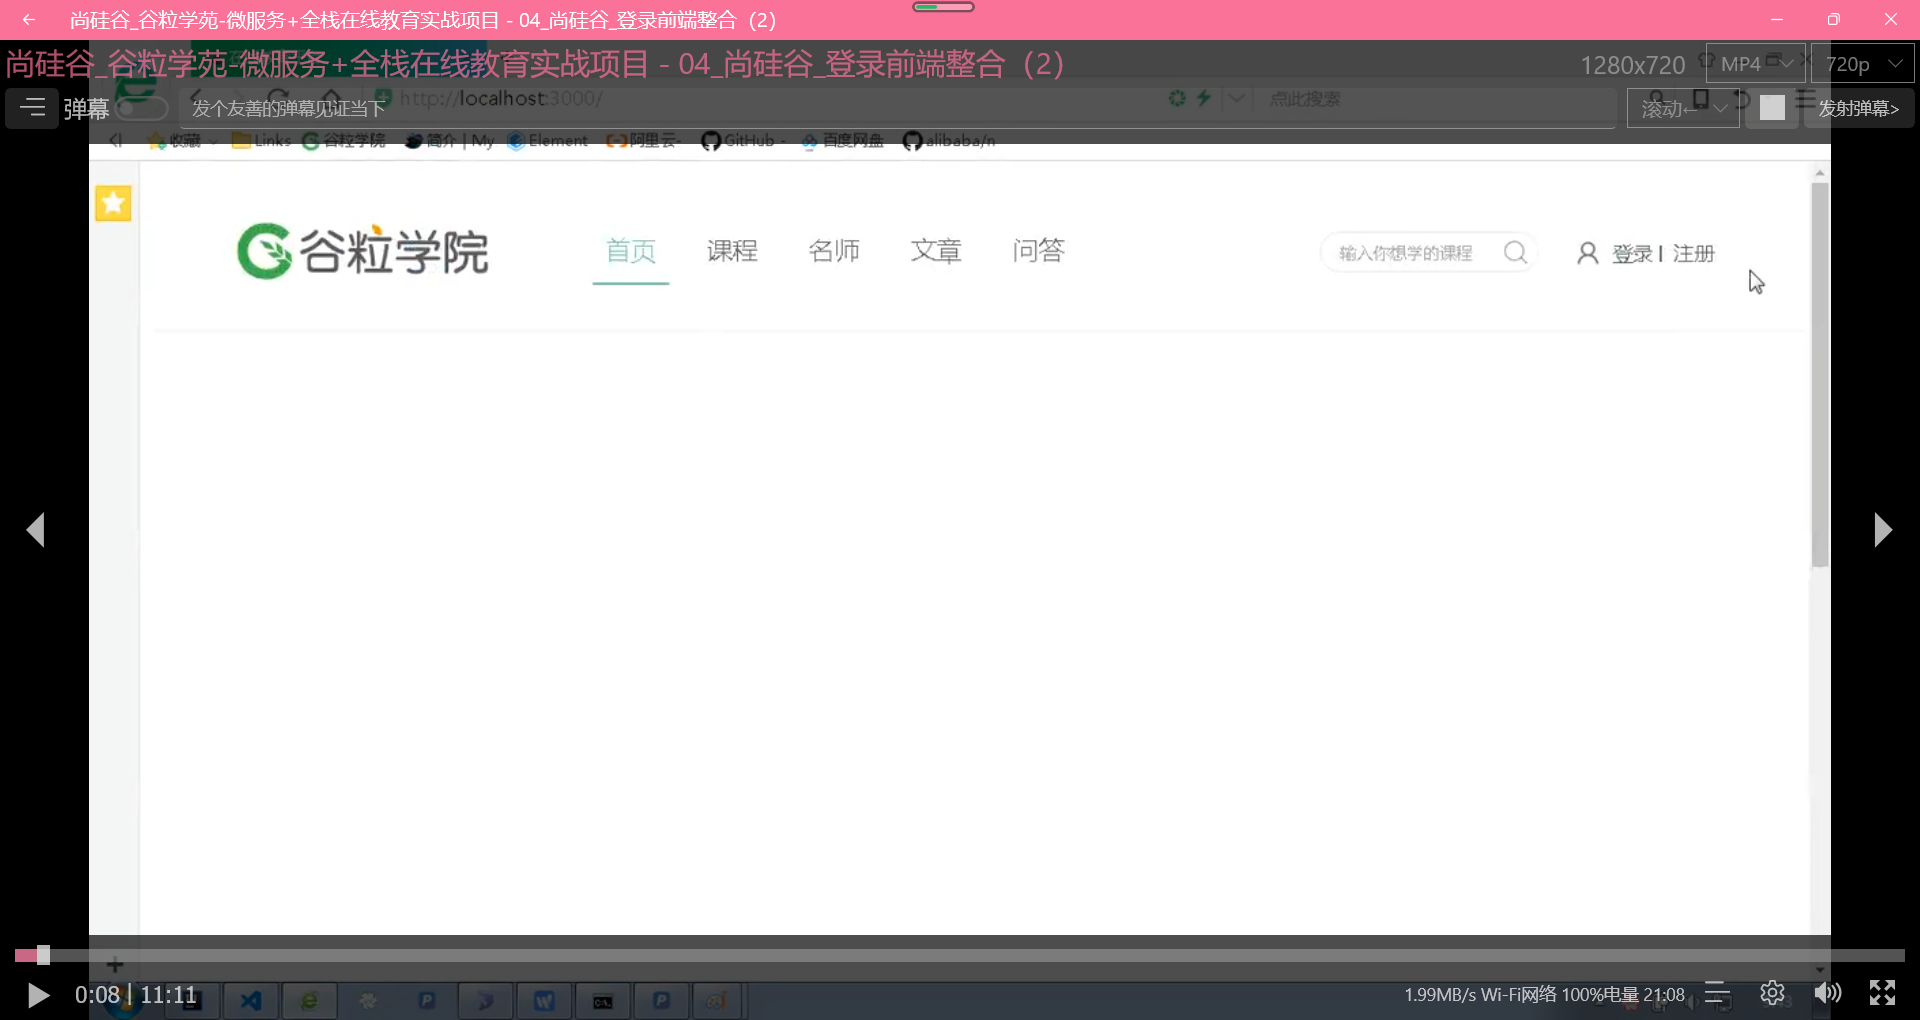 尚硅谷_谷粒学苑-微服务+全栈在线教育实战项目 - 04_尚硅谷_登录前端整合（2）
尚硅谷_谷粒学苑-微服务+全栈在线教育实战项目 - 04_尚硅谷_登录前端整合（2）
1280x720 MP4 720p
弹幕 发个友善的弹幕见证当下 滚动← 发射弹幕>
http://localhost:3000/ 点此搜索
收藏 Links 谷粒学院 简介 | My Element 阿里云- GitHub - 百度网盘 alibaba/n
谷粒学院 首页 课程 名师 文章 问答 输入你想学的课程 登录 | 注册
0:08 | 11:11 1.99MB/s Wi-Fi网络 100%电量 21:08